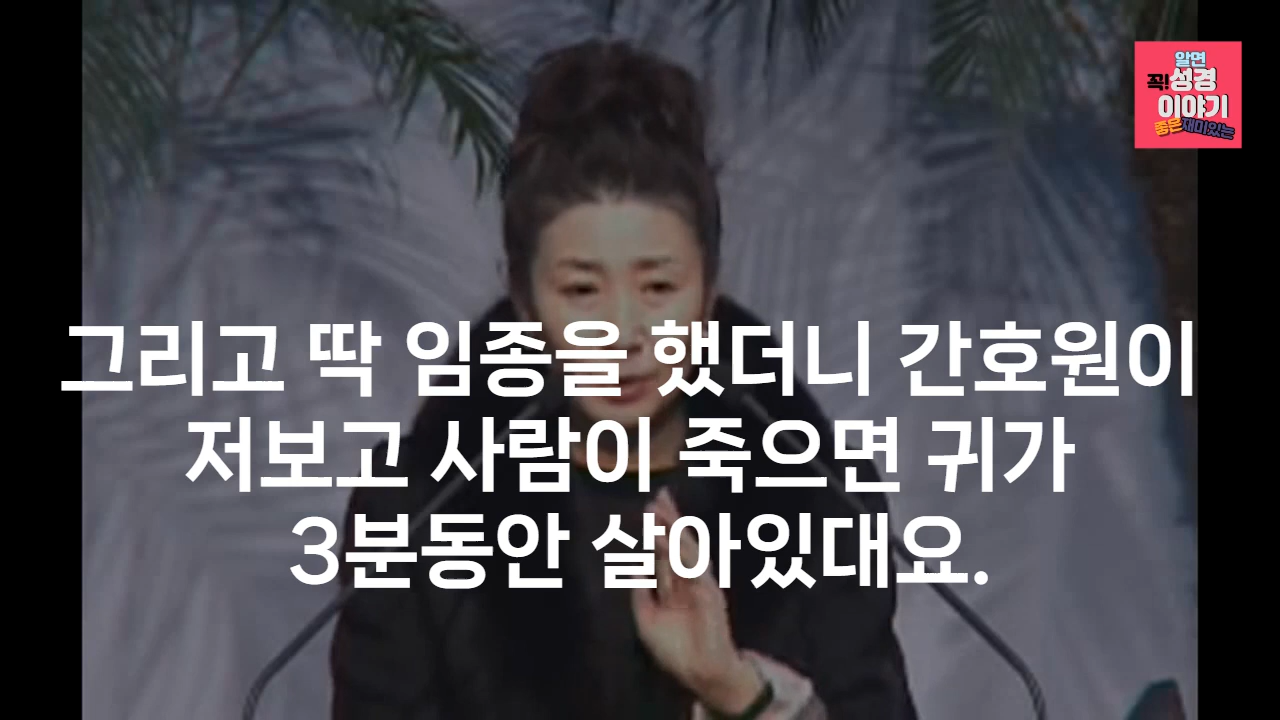 알면
꼭! 성경
이야기
좋은 재미있는
그리고 딱 임종을 했더니 간호원이
저보고 사람이 죽으면 귀가
3분동안 살아있대요.